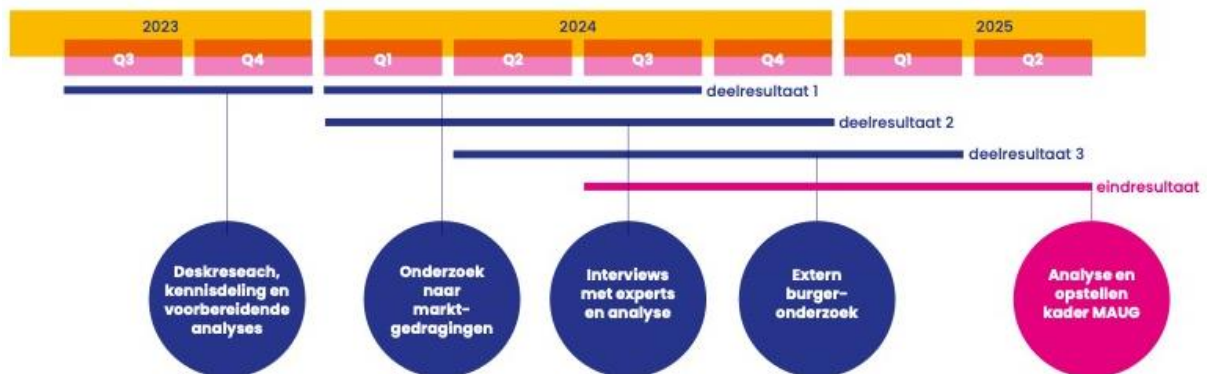 2023
2024
2025
Q3
Q4
Q1
Q2
Q3
Q4
Q1
Q2
deelresultaat 1
deelresultaat 2
deelresultaat 3
eindresultaat
Deskreseach,
kennisdeling en
voorbereidende
analyses
Onderzoek
naar
markt-
gedragingen
Interviews
met experts
en analyse
Extern
burger-
onderzoek
Analyse en
opstellen
kader MAUG